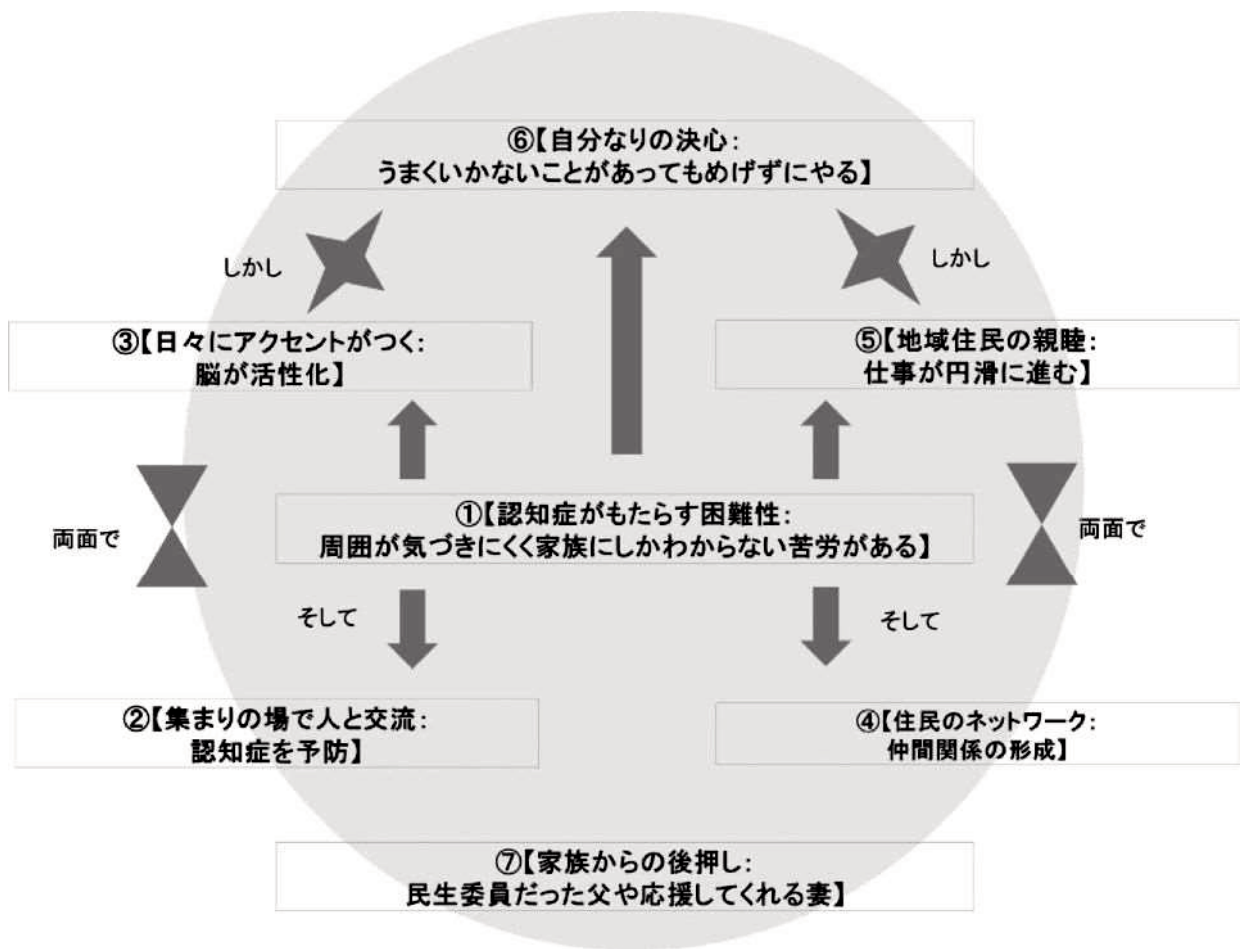 ⑥【自分なりの決心:
うまくいかないことがあってもめげずにやる】
しかし
しかし
③【日々にアクセントがつく:
脳が活性化】
⑤【地域住民の親睦:
仕事が円滑に進む】
①【認知症がもたらす困難性:
周囲が気づきにくく家族にしかわからない苦労がある】
両面で
両面で
そして
そして
②【集まりの場で人と交流:
認知症を予防】
④【住民のネットワーク:
仲間関係の形成】
⑦【家族からの後押し:
民生委員だった父や応援してくれる妻】